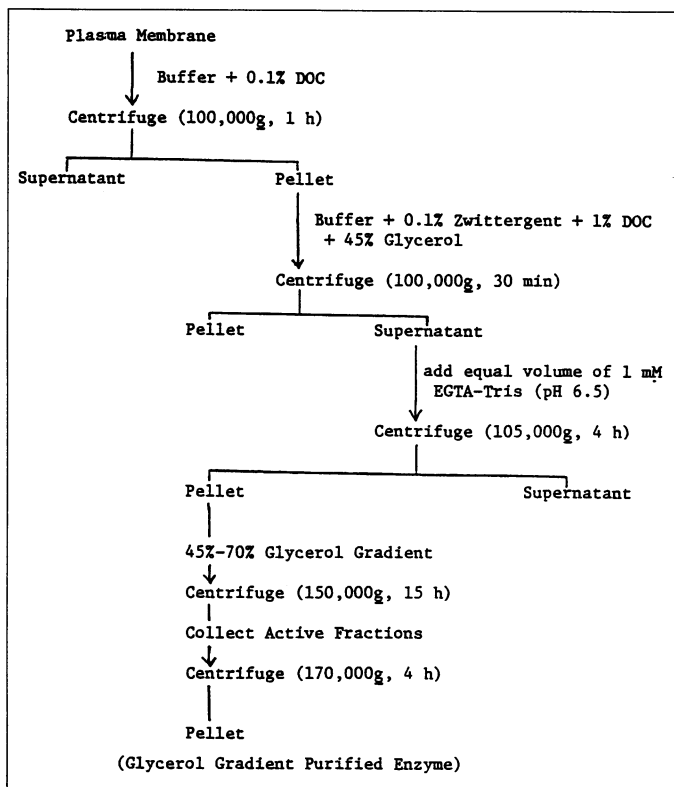 Plasma Membrane
Buffer + 0.1% DOC
Centrifuge (100,000g, 1 h)
Supernatant Pellet
Buffer + 0.1% Zwittergent + 1% DOC
+ 45% Glycerol
Centrifuge (100,000g, 30 min)
Pellet Supernatant
add equal volume of 1 mM
EGTA-Tris (pH 6.5)
Centrifuge (105,000g, 4 h)
Pellet Supernatant
45%-70% Glycerol Gradient
Centrifuge (150,000g, 15 h)
Collect Active Fractions
Centrifuge (170,000g, 4 h)
Pellet
(Glycerol Gradient Purified Enzyme)